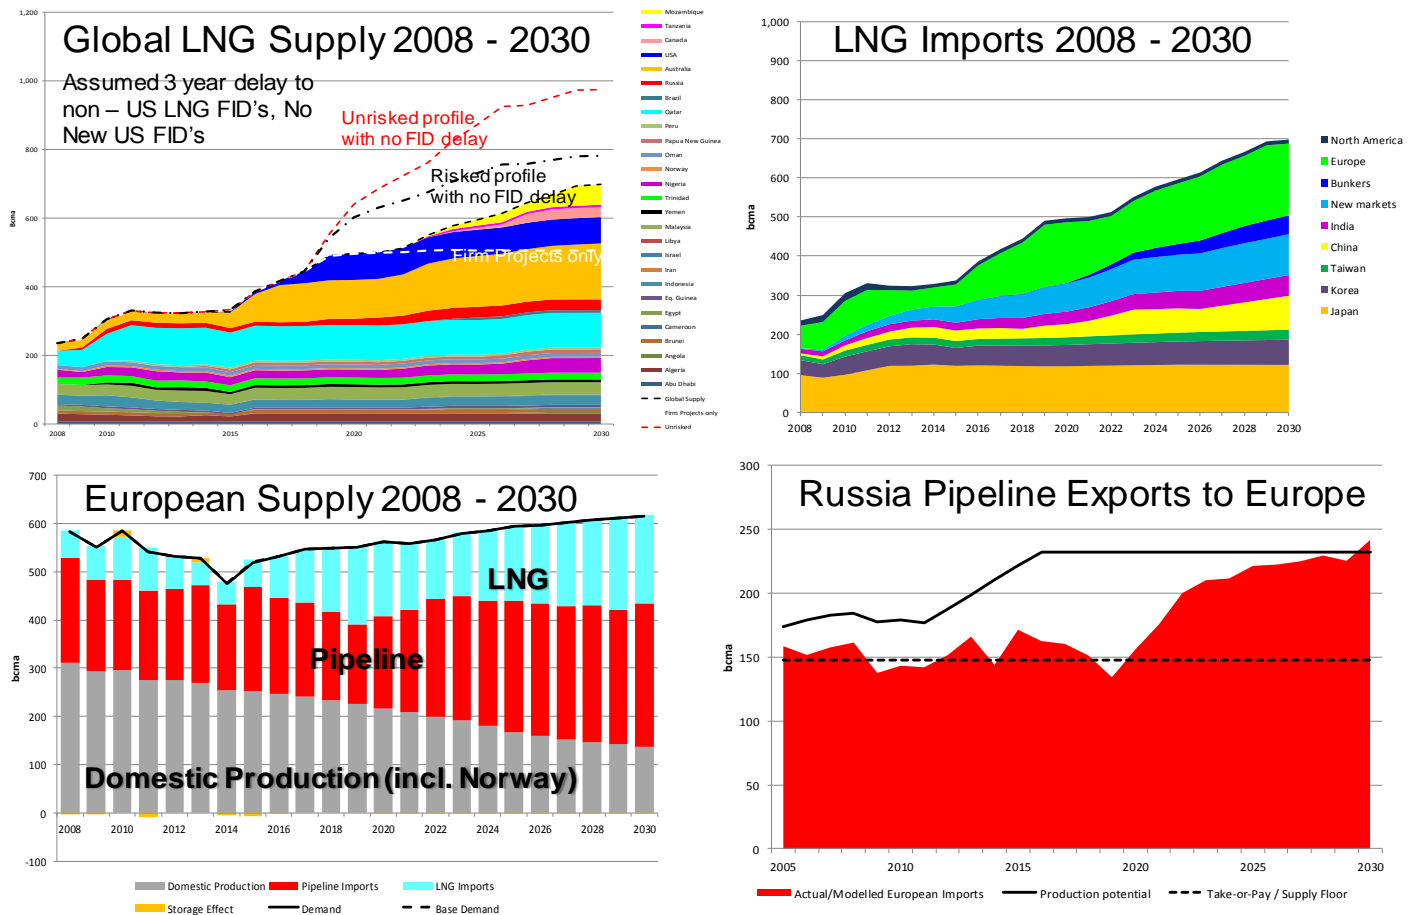 Global LNG Supply 2008 - 2030
Assumed 3 year delay to
non – US LNG FID's, No
New US FID's
Unrisked profile
with no FID delay
Risked profile
with no FID delay
Firm Projects only
Bcma
1,200
1,000
800
600
400
200
0
2008
2010
2015
2020
2025
2030
Mozambique
Tanzania
Canada
USA
Australia
Russia
Brazil
Qatar
Peru
Papua New Guinea
Oman
Norway
Nigeria
Trinidad
Yemen
Malaysia
Libya
Israel
Iran
Indonesia
Eq. Guinea
Egypt
Cameroon
Brunei
Angola
Algeria
Abu Dhabi
Global Supply
Firm Projects only
Unrisked
LNG Imports 2008 - 2030
bcma
1,000
900
800
700
600
500
400
300
200
100
0
2008
2010
2012
2014
2016
2018
2020
2022
2024
2026
2028
2030
North America
Europe
Bunkers
New markets
India
China
Taiwan
Korea
Japan
European Supply 2008 - 2030
LNG
Pipeline
Domestic Production (incl. Norway)
bcma
700
600
500
400
300
200
100
0
-100
2008
2010
2012
2014
2016
2018
2020
2022
2024
2026
2028
2030
Domestic Production
Pipeline Imports
LNG Imports
Storage Effect
Demand
Base Demand
Russia Pipeline Exports to Europe
bcma
300
250
200
150
100
50
0
2005
2010
2015
2020
2025
2030
Actual/Modelled European Imports
Production potential
Take-or-Pay / Supply Floor